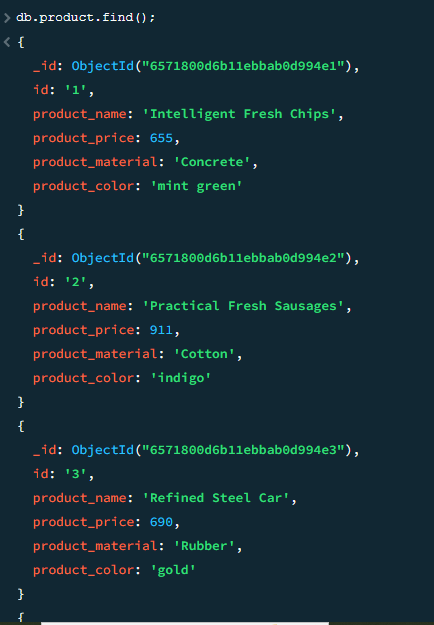 > db.product.find();
< {
_id: ObjectId("6571800d6b11ebbab0d994e1"),
id: '1',
product_name: 'Intelligent Fresh Chips',
product_price: 655,
product_material: 'Concrete',
product_color: 'mint green'
}
{
_id: ObjectId("6571800d6b11ebbab0d994e2"),
id: '2',
product_name: 'Practical Fresh Sausages',
product_price: 911,
product_material: 'Cotton',
product_color: 'indigo'
}
{
_id: ObjectId("6571800d6b11ebbab0d994e3"),
id: '3',
product_name: 'Refined Steel Car',
product_price: 690,
product_material: 'Rubber',
product_color: 'gold'
}
{